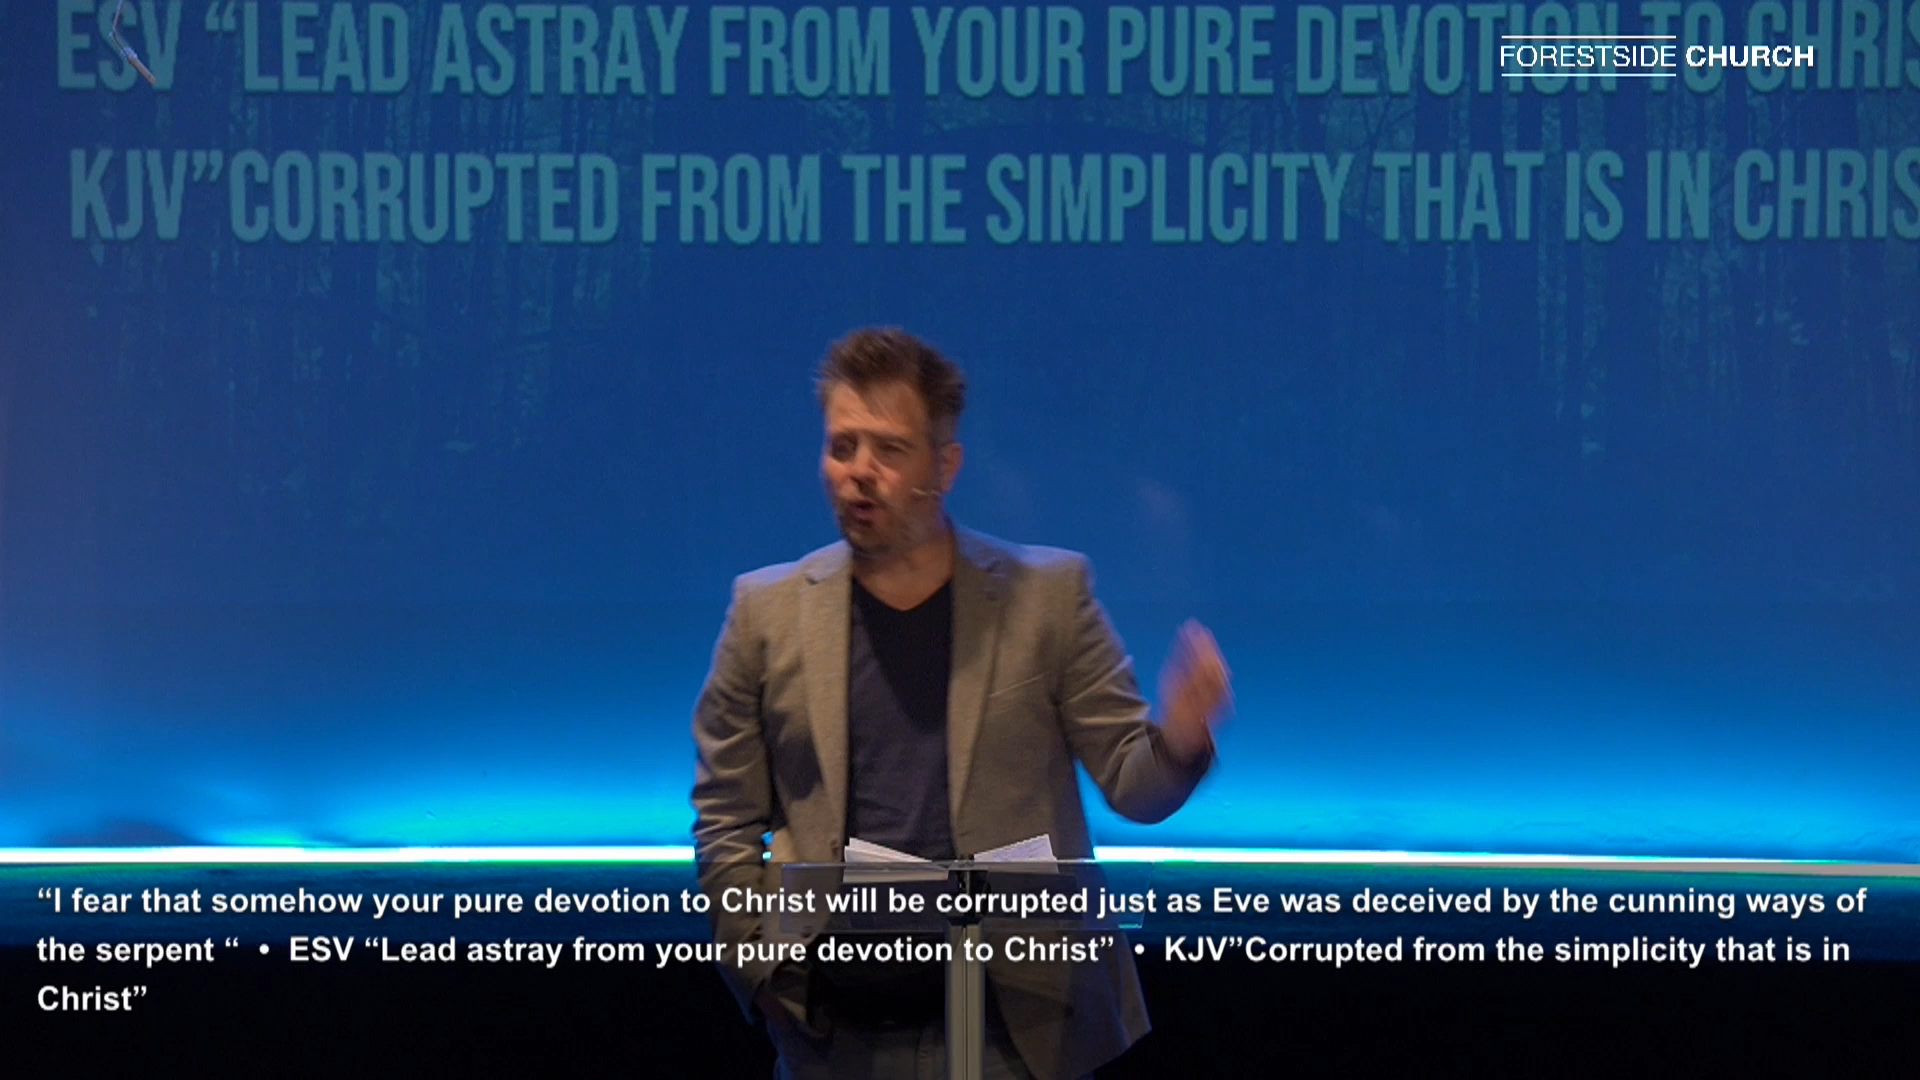 ESV “LEAD ASTRAY FROM YOUR PURE DEVOTION TO CHRIS
FORESTSIDE CHURCH
KJV”CORRUPTED FROM THE SIMPLICITY THAT IS IN CHRIS
“I fear that somehow your pure devotion to Christ will be corrupted just as Eve was deceived by the cunning ways of
the serpent “ • ESV “Lead astray from your pure devotion to Christ” • KJV”Corrupted from the simplicity that is in
Christ”